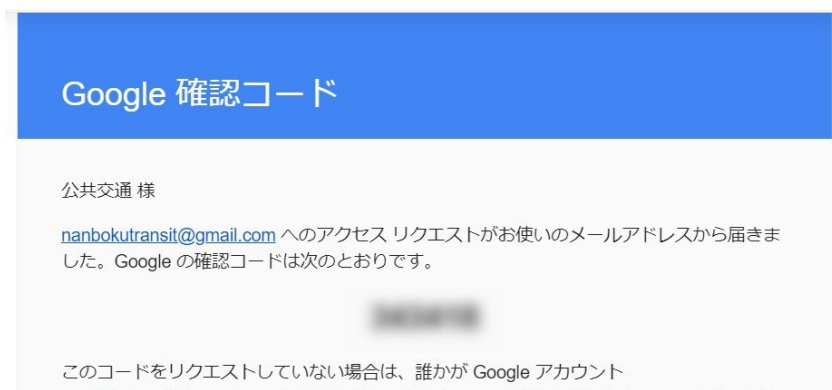 Google 確認コード
公共交通 様
nanbokutransit@gmail.com へのアクセス リクエストがお使いのメールアドレスから届きま
した。Google の確認コードは次のとおりです。
このコードをリクエストしていない場合は、誰かが Google アカウント